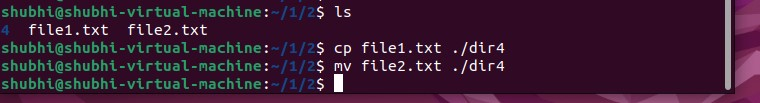 shubhi@shubhi-virtual-machine:~/1/2$ ls
4  file1.txt  file2.txt
shubhi@shubhi-virtual-machine:~/1/2$ cp file1.txt ./dir4
shubhi@shubhi-virtual-machine:~/1/2$ mv file2.txt ./dir4
shubhi@shubhi-virtual-machine:~/1/2$